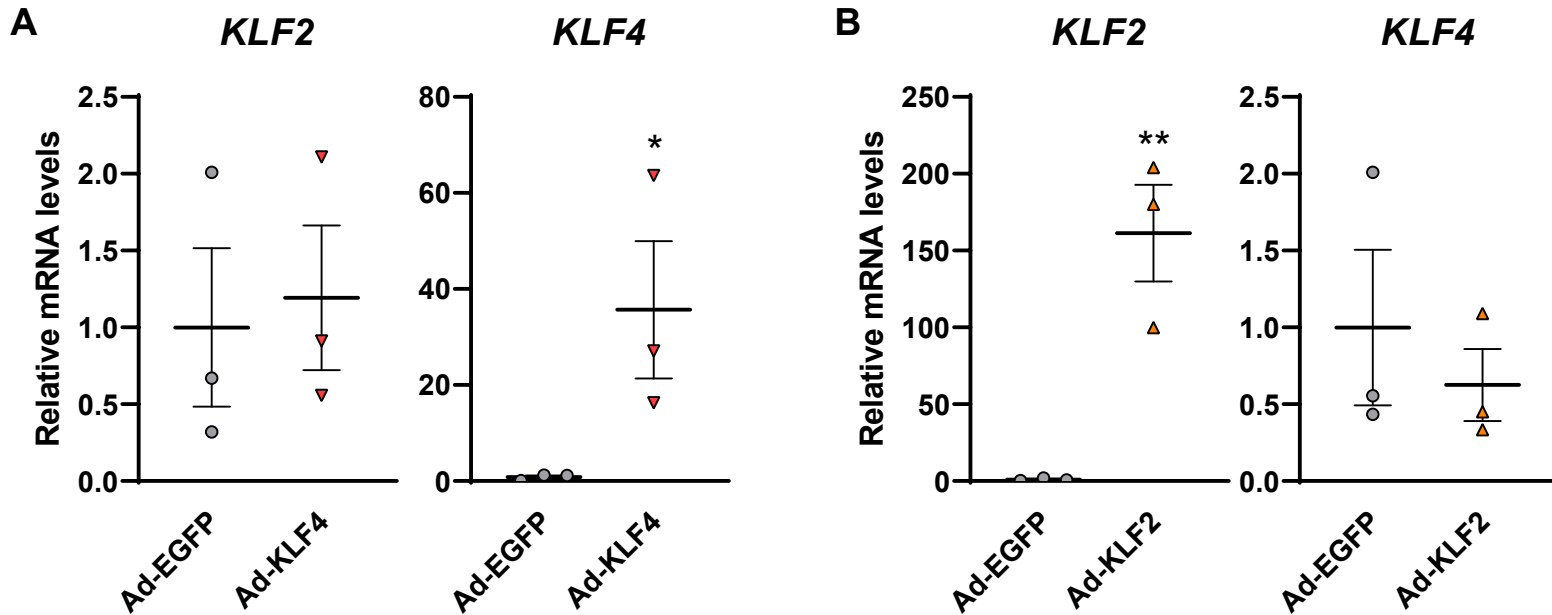 A
KLF2
KLF4
Relative mRNA levels
2.5
2.0
1.5
1.0
0.5
0.0
Ad-EGFP
Ad-KLF4
80
60
40
20
0
*
Ad-EGFP
Ad-KLF4
B
KLF2
KLF4
Relative mRNA levels
250
200
150
100
50
0
**
Ad-EGFP
Ad-KLF2
2.5
2.0
1.5
1.0
0.5
0.0
Ad-EGFP
Ad-KLF2